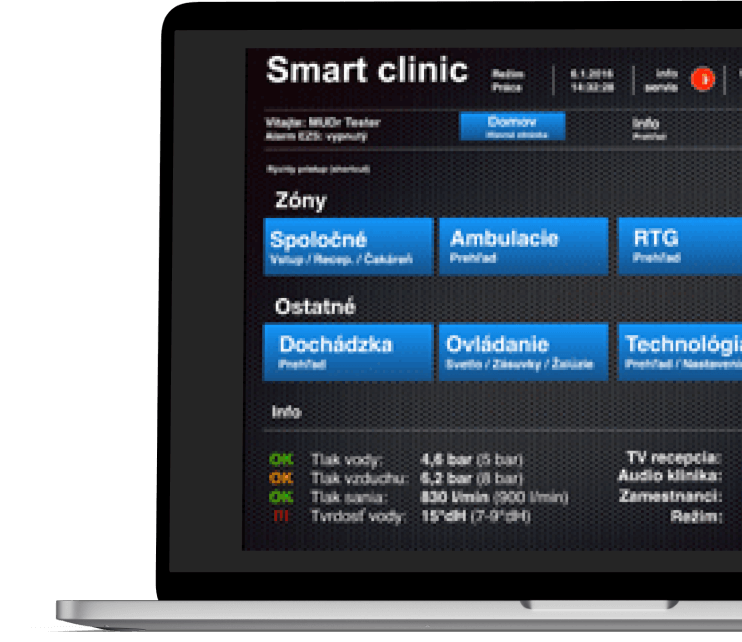 Smart clinic
Režim
Práca
6.1.2016
14:32:28
info
servis
3
Vitajte: MUDr Tester
Alarm EZS: vypnutý
Domov
Hlavná stránka
Info
Prehľad
Rýchly prístup (shortcut)
Zóny
Spoločné
Vstup / Recep. / Čakáreň
Ambulacie
Prehľad
RTG
Prehľad
Ostatné
Dochádzka
Prehľad
Ovládanie
Svetlo / Zásuvky / Žalúzie
Technológia
Prehľad / Nastavenie
Info
OK Tlak vody: 4,6 bar (5 bar)
OK Tlak vzduchu: 6,2 bar (8 bar)
OK Tlak sania: 830 l/min (900 l/min)
!!! Tvrdosť vody: 15°dH (7-9°dH)
TV recepcia:
Audio klinika:
Zamestnanci:
Režim: